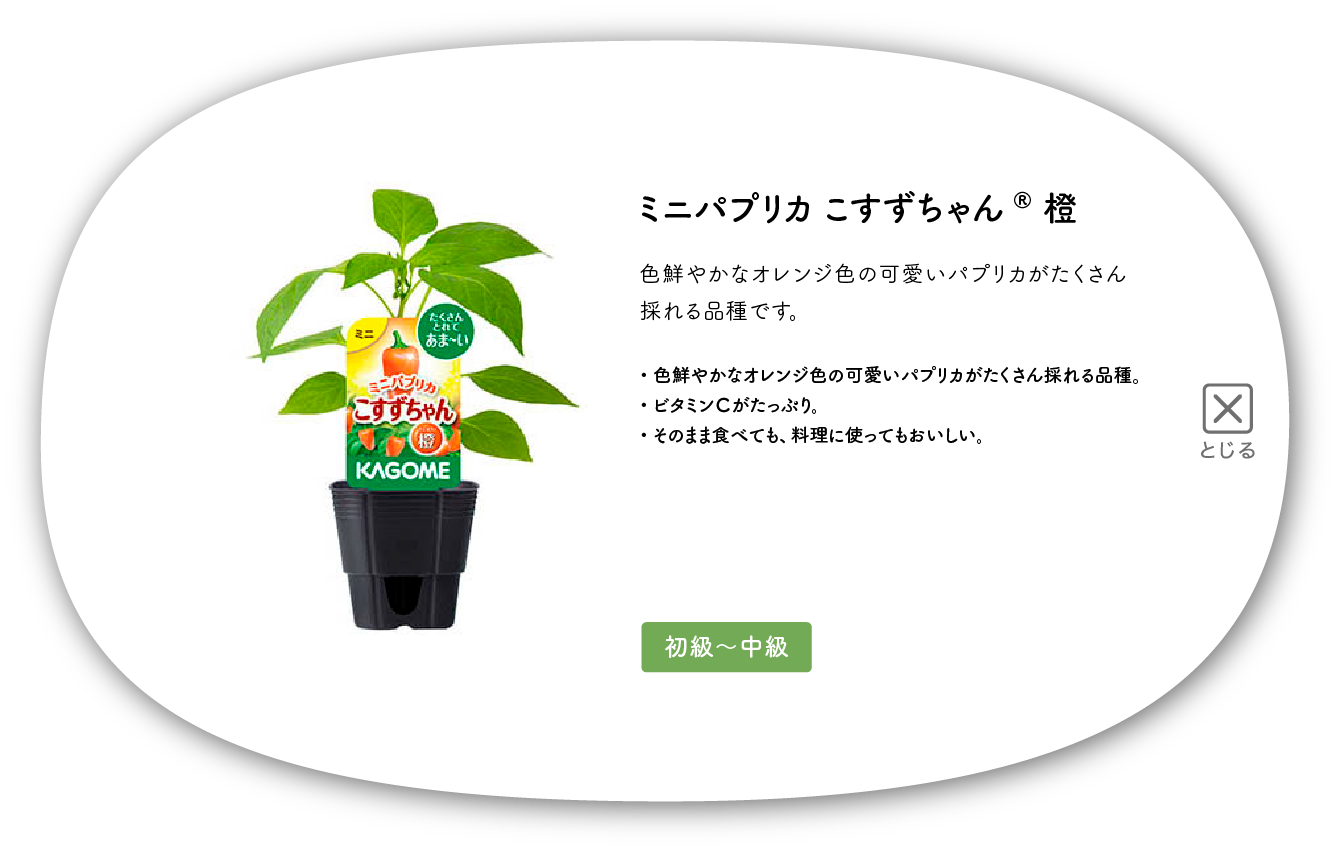 ミニパプリカ こすずちゃん® 橙
色鮮やかなオレンジ色の可愛いパプリカがたくさん
採れる品種です。
・色鮮やかなオレンジ色の可愛いパプリカがたくさん採れる品種。
・ビタミンCがたっぷり。
・そのまま食べても、料理に使ってもおいしい。
初級〜中級
とじる
ミニ
たくさん
とれて
あま〜い
ミニパプリカ
こすずちゃん
橙
KAGOME